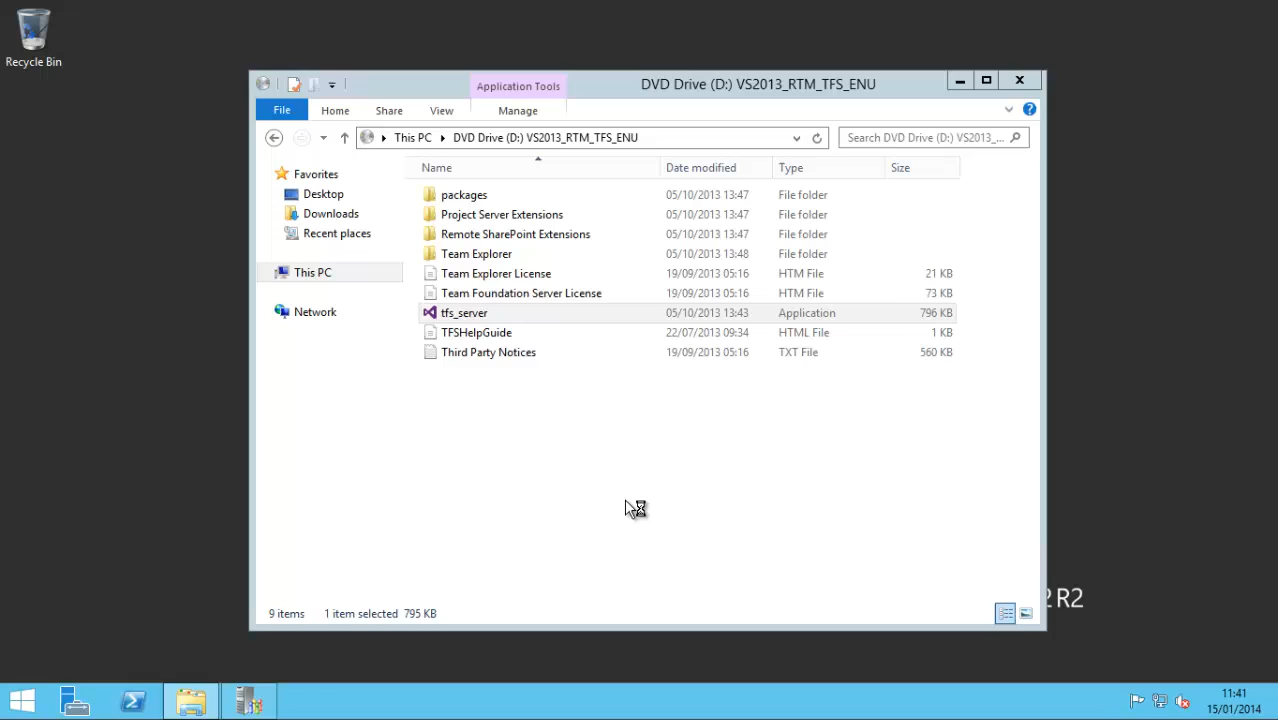 Recycle Bin
Application Tools
DVD Drive (D:) VS2013_RTM_TFS_ENU
File Home Share View Manage
This PC DVD Drive (D:) VS2013_RTM_TFS_ENU
Search DVD Drive (D:) VS2013_...
Favorites
Desktop
Downloads
Recent places
This PC
Network
Name Date modified Type Size
packages 05/10/2013 13:47 File folder
Project Server Extensions 05/10/2013 13:47 File folder
Remote SharePoint Extensions 05/10/2013 13:47 File folder
Team Explorer 05/10/2013 13:48 File folder
Team Explorer License 19/09/2013 05:16 HTM File 21 KB
Team Foundation Server License 19/09/2013 05:16 HTM File 73 KB
tfs_server 05/10/2013 13:43 Application 796 KB
TFSHelpGuide 22/07/2013 09:34 HTML File 1 KB
Third Party Notices 19/09/2013 05:16 TXT File 560 KB
9 items 1 item selected 795 KB
R2
11:41
15/01/2014